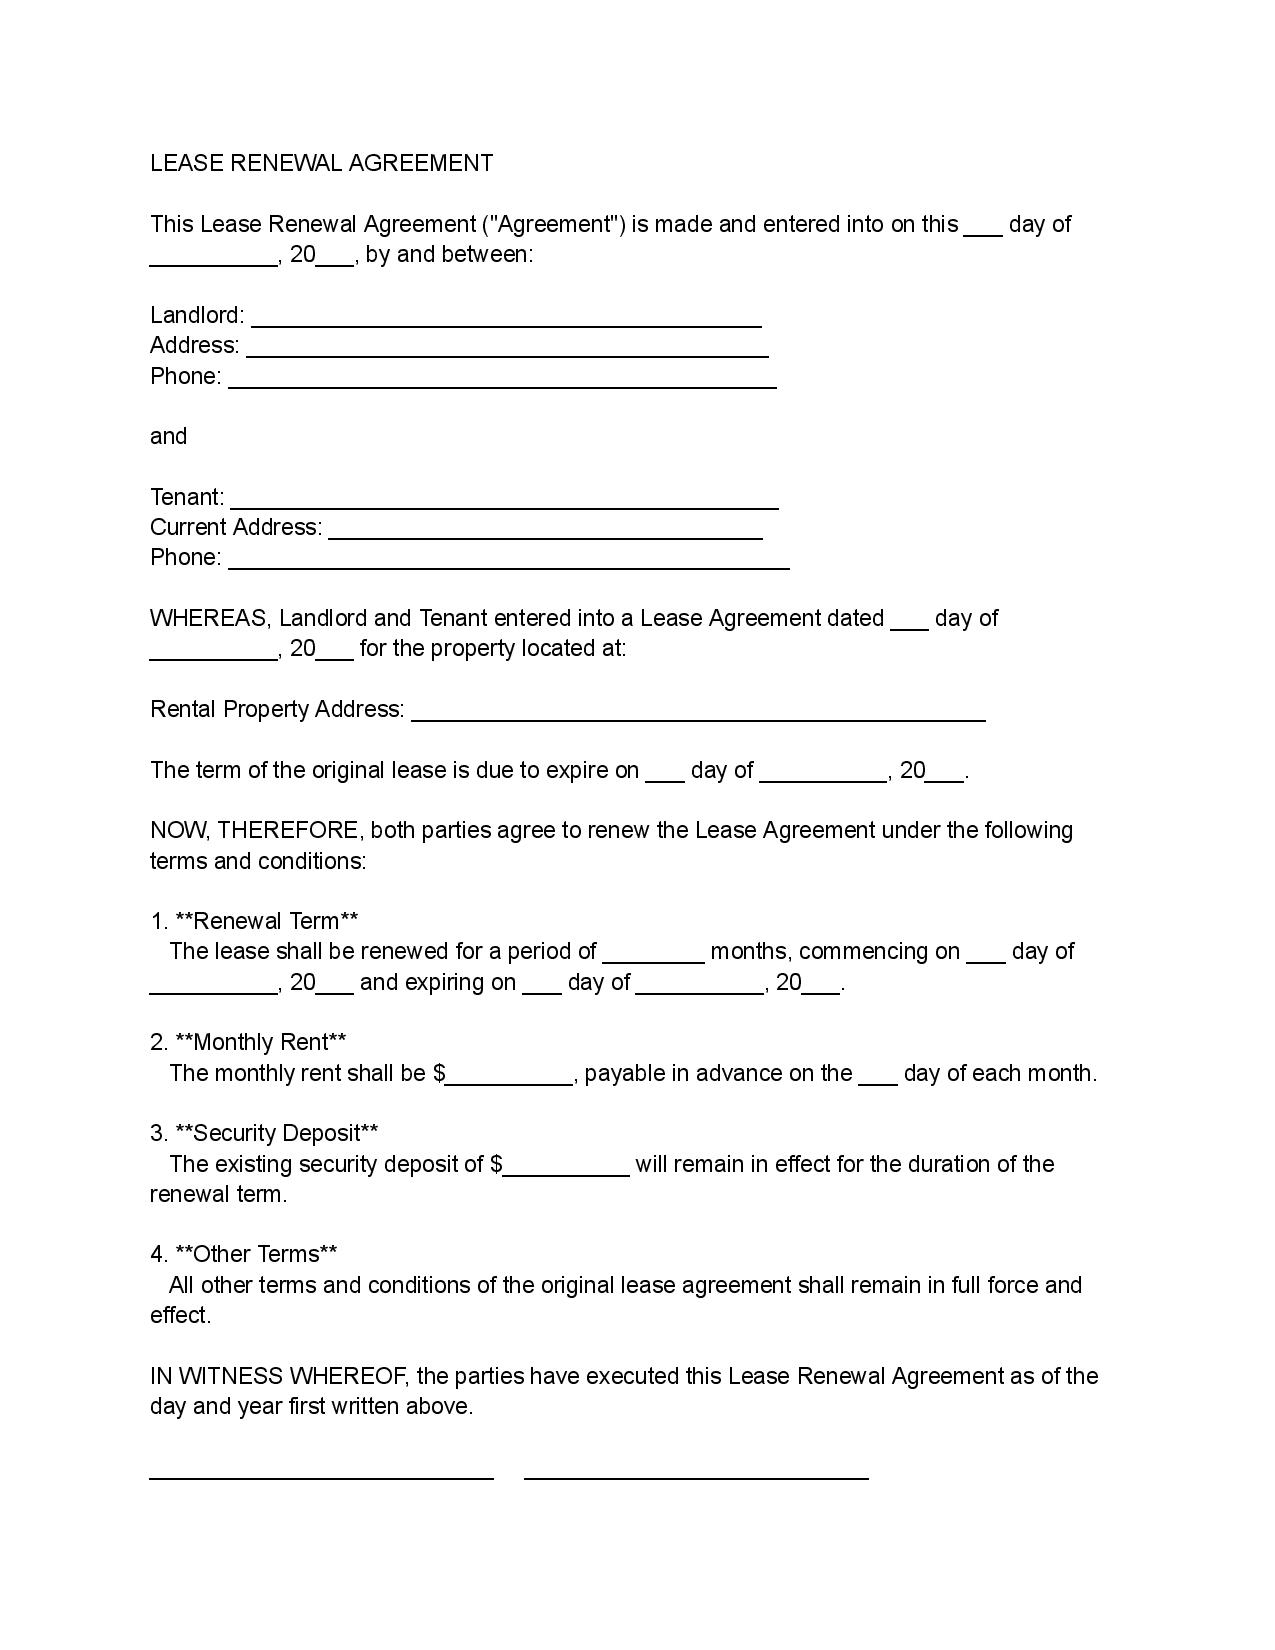 LEASE RENEWAL AGREEMENT
This Lease Renewal Agreement ("Agreement") is made and entered into on this ___ day of
__________, 20___, by and between:
Landlord: ________________________________________
Address: _________________________________________
Phone: ___________________________________________
and
Tenant: ___________________________________________
Current Address: __________________________________
Phone: ____________________________________________
WHEREAS, Landlord and Tenant entered into a Lease Agreement dated ___ day of
__________, 20___ for the property located at:
Rental Property Address: _____________________________________________
The term of the original lease is due to expire on ___ day of __________, 20___.
NOW, THEREFORE, both parties agree to renew the Lease Agreement under the following
terms and conditions:
1. **Renewal Term**
The lease shall be renewed for a period of ________ months, commencing on ___ day of
__________, 20___ and expiring on ___ day of __________, 20___.
2. **Monthly Rent**
The monthly rent shall be $__________, payable in advance on the ___ day of each month.
3. **Security Deposit**
The existing security deposit of $__________ will remain in effect for the duration of the
renewal term.
4. **Other Terms**
All other terms and conditions of the original lease agreement shall remain in full force and
effect.
IN WITNESS WHEREOF, the parties have executed this Lease Renewal Agreement as of the
day and year first written above.
___________________________ ___________________________